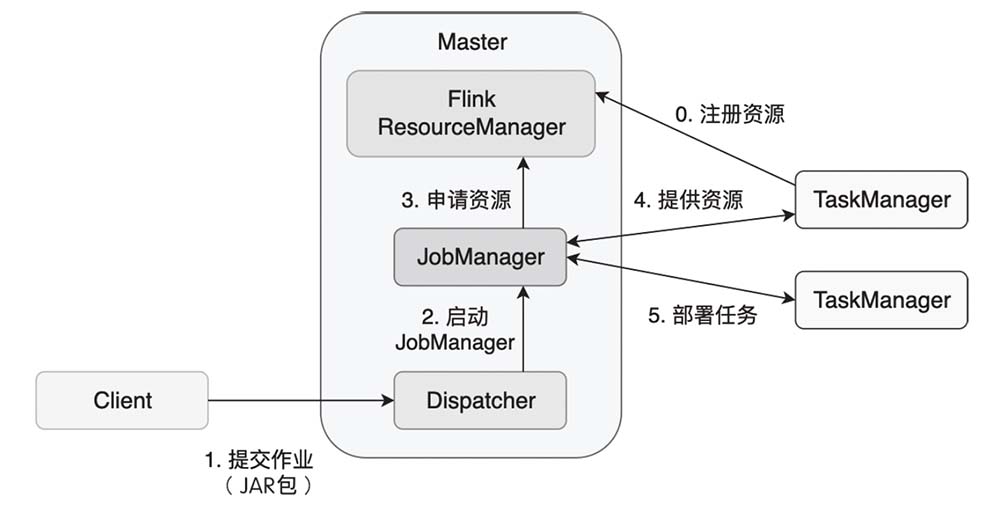 Master
Flink
ResourceManager
0. 注册资源
3. 申请资源
4. 提供资源
TaskManager
JobManager
TaskManager
2. 启动
JobManager
5. 部署任务
Client
Dispatcher
1. 提交作业
（ JAR包 ）